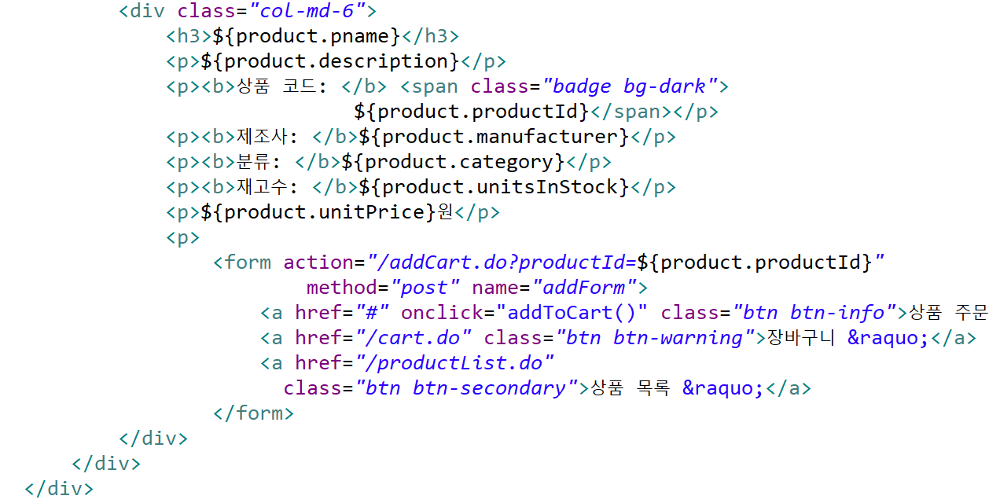 <div class="col-md-6">
<h3>${product.pname}</h3>
<p>${product.description}</p>
<p><b>상품 코드: </b> <span class="badge bg-dark">
${product.productId}</span></p>
<p><b>제조사: </b>${product.manufacturer}</p>
<p><b>분류: </b>${product.category}</p>
<p><b>재고수: </b>${product.unitsInStock}</p>
<p>${product.unitPrice}원</p>
<p>
<form action="/addCart.do?productId=${product.productId}"
method="post" name="addForm">
<a href="#" onclick="addToCart()" class="btn btn-info">상품 주문
<a href="/cart.do" class="btn btn-warning">장바구니 &raquo;</a>
<a href="/productList.do"
class="btn btn-secondary">상품 목록 &raquo;</a>
</form>
</div>
</div>
</div>